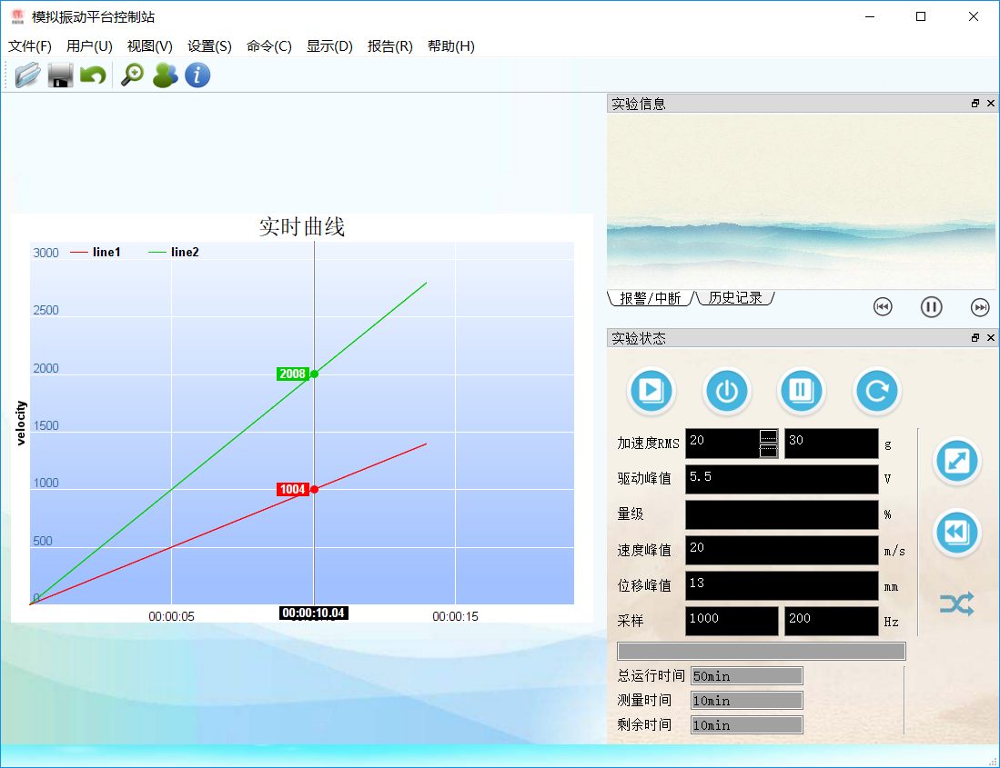 模拟振动平台控制站
文件(F) 用户(U) 视图(V) 设置(S) 命令(C) 显示(D) 报告(R) 帮助(H)
实时曲线
line1 line2
3000
2500
2000
1500
1000
500
0
velocity
2008
1004
00:00:05
00:00:10.04
00:00:15
实验信息
报警/中断 历史记录
实验状态
加速度RMS 20 30 g
驱动峰值 5.5 V
量级 %
速度峰值 20 m/s
位移峰值 13 mm
采样 1000 200 Hz
总运行时间 50min
测量时间 10min
剩余时间 10min